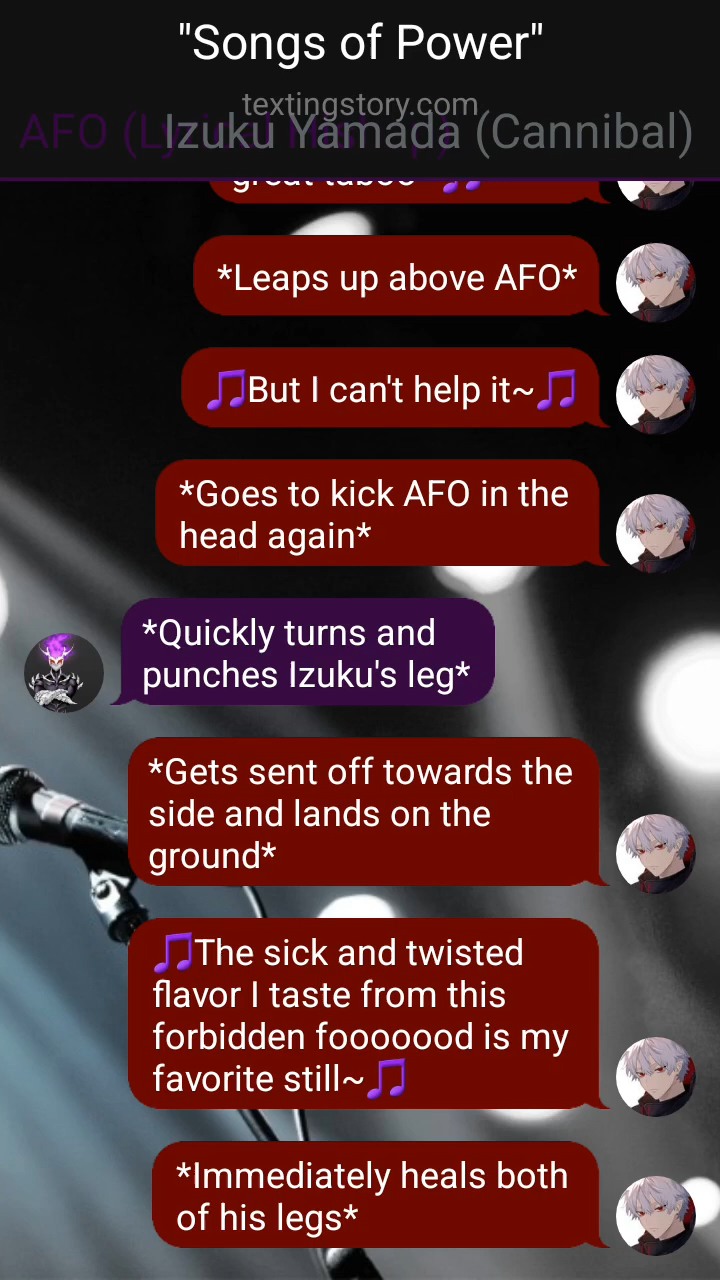 "Songs of Power"
textingstory.com
Izuku Yamada (Cannibal)
great taboo~🎵
*Leaps up above AFO*
🎵But I can't help it~🎵
*Goes to kick AFO in the
head again*
*Quickly turns and
punches Izuku's leg*
*Gets sent off towards the
side and lands on the
ground*
🎵The sick and twisted
flavor I taste from this
forbidden fooooood is my
favorite still~🎵
*Immediately heals both
of his legs*